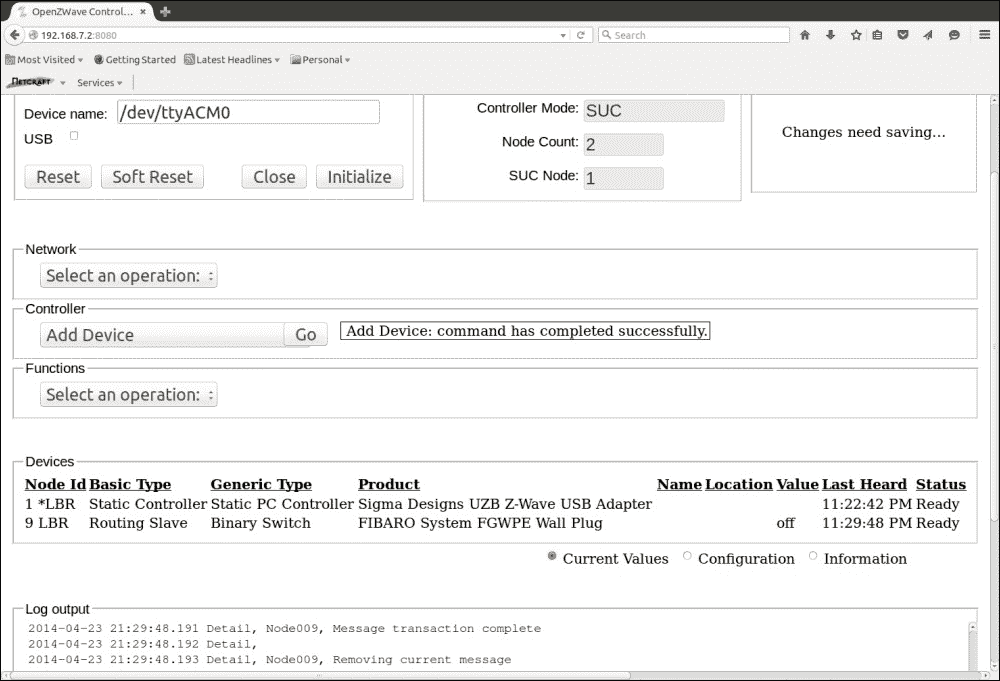 OpenZWave Control...
192.168.7.2:8080
Search
Most Visited Getting Started Latest Headlines Personal
NETCRAFT Services
Device name: /dev/ttyACM0
USB
Reset Soft Reset Close Initialize
Controller Mode: SUC
Node Count: 2
SUC Node: 1
Changes need saving...
Network
Select an operation:
Controller
Add Device Go Add Device: command has completed successfully.
Functions
Select an operation:
Devices
Node Id Basic Type Generic Type Product Name Location Value Last Heard Status
1 *LBR Static Controller Static PC Controller Sigma Designs UZB Z-Wave USB Adapter 11:22:42 PM Ready
9 LBR Routing Slave Binary Switch FIBARO System FGWPE Wall Plug off 11:29:48 PM Ready
Current Values Configuration Information
Log output
2014-04-23 21:29:48.191 Detail, Node009, Message transaction complete
2014-04-23 21:29:48.192 Detail,
2014-04-23 21:29:48.193 Detail, Node009, Removing current message